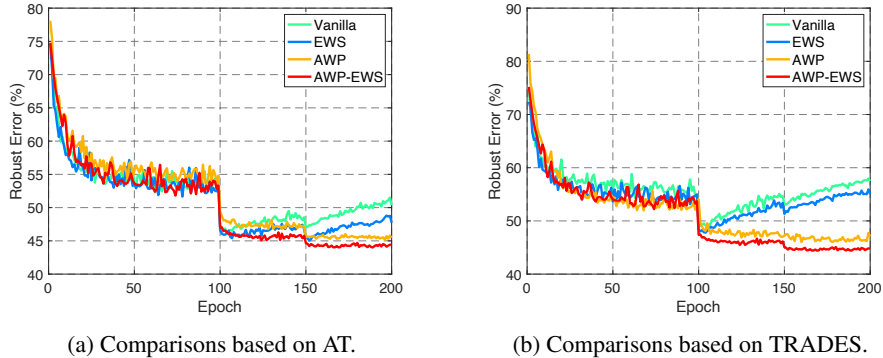 80
75
70
65
60
55
50
45
40
0
50
100
150
200
Robust Error (%)
Epoch
Vanilla
EWS
AWP
AWP-EWS
(a) Comparisons based on AT.
90
80
70
60
50
40
0
50
100
150
200
Robust Error (%)
Epoch
Vanilla
EWS
AWP
AWP-EWS
(b) Comparisons based on TRADES.